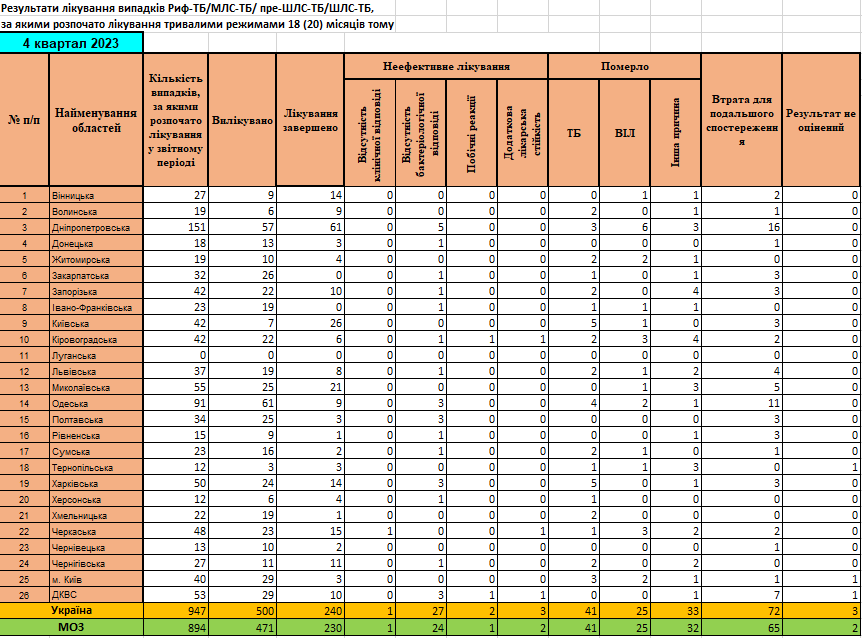 Результати лікування випадків Риф-ТБ/МЛС-ТБ/ пре-ШЛС-ТБ/ШЛС-ТБ,
за якими розпочато лікування тривалими режимами 18 (20) місяців тому
4 квартал 2023
№ п/п Найменування областей Кількість випадків, за якими розпочато лікування у звітному періоді Вилікувано Лікування завершено Неефективне лікування Померло Втрата для подальшого спостереження Результат не оцінений
Відсутність клінічної відповіді Відсутність бактеріологічної відповіді Побічні реакції Додаткова лікарська стійкість ТБ ВІЛ Інша причина
1 Вінницька 27 9 14 0 0 0 0 0 1 1 2 0
2 Волинська 19 6 9 0 0 0 0 2 0 1 1 0
3 Дніпропетровська 151 57 61 0 5 0 0 3 6 3 16 0
4 Донецька 18 13 3 0 1 0 0 0 0 0 1 0
5 Житомирська 19 10 4 0 0 0 0 2 2 1 0 0
6 Закарпатська 32 26 0 0 1 0 0 1 0 1 3 0
7 Запорізька 42 22 10 0 1 0 0 2 0 4 3 0
8 Івано-Франківська 23 19 0 0 1 0 0 1 1 1 0 0
9 Київська 42 7 26 0 0 0 0 5 1 0 3 0
10 Кіровоградська 42 22 6 0 1 1 1 2 3 4 2 0
11 Луганська 0 0 0 0 0 0 0 0 0 0 0 0
12 Львівська 37 19 8 0 1 0 0 2 1 2 4 0
13 Миколаївська 55 25 21 0 0 0 0 0 1 3 5 0
14 Одеська 91 61 9 0 3 0 0 4 2 1 11 0
15 Полтавська 34 25 3 0 3 0 0 0 0 0 3 0
16 Рівненська 15 9 1 0 1 0 0 0 0 1 3 0
17 Сумська 23 16 2 0 1 0 0 2 1 0 1 0
18 Тернопільська 12 3 3 0 0 0 0 1 1 3 0 1
19 Харківська 50 24 14 0 3 0 0 5 0 1 3 0
20 Херсонська 12 6 4 0 1 0 0 1 0 0 0 0
21 Хмельницька 22 19 1 0 0 0 0 2 0 0 0 0
22 Черкаська 48 23 15 1 0 0 1 1 3 2 2 0
23 Чернівецька 13 10 2 0 0 0 0 0 0 0 1 0
24 Чернігівська 27 11 11 0 1 0 0 2 0 2 0 0
25 м. Київ 40 29 3 0 0 0 0 3 2 1 1 1
26 ДКВС 53 29 10 0 3 1 1 0 0 1 7 1
Україна 947 500 240 1 27 2 3 41 25 33 72 3
МОЗ 894 471 230 1 24 1 2 41 25 32 65 2